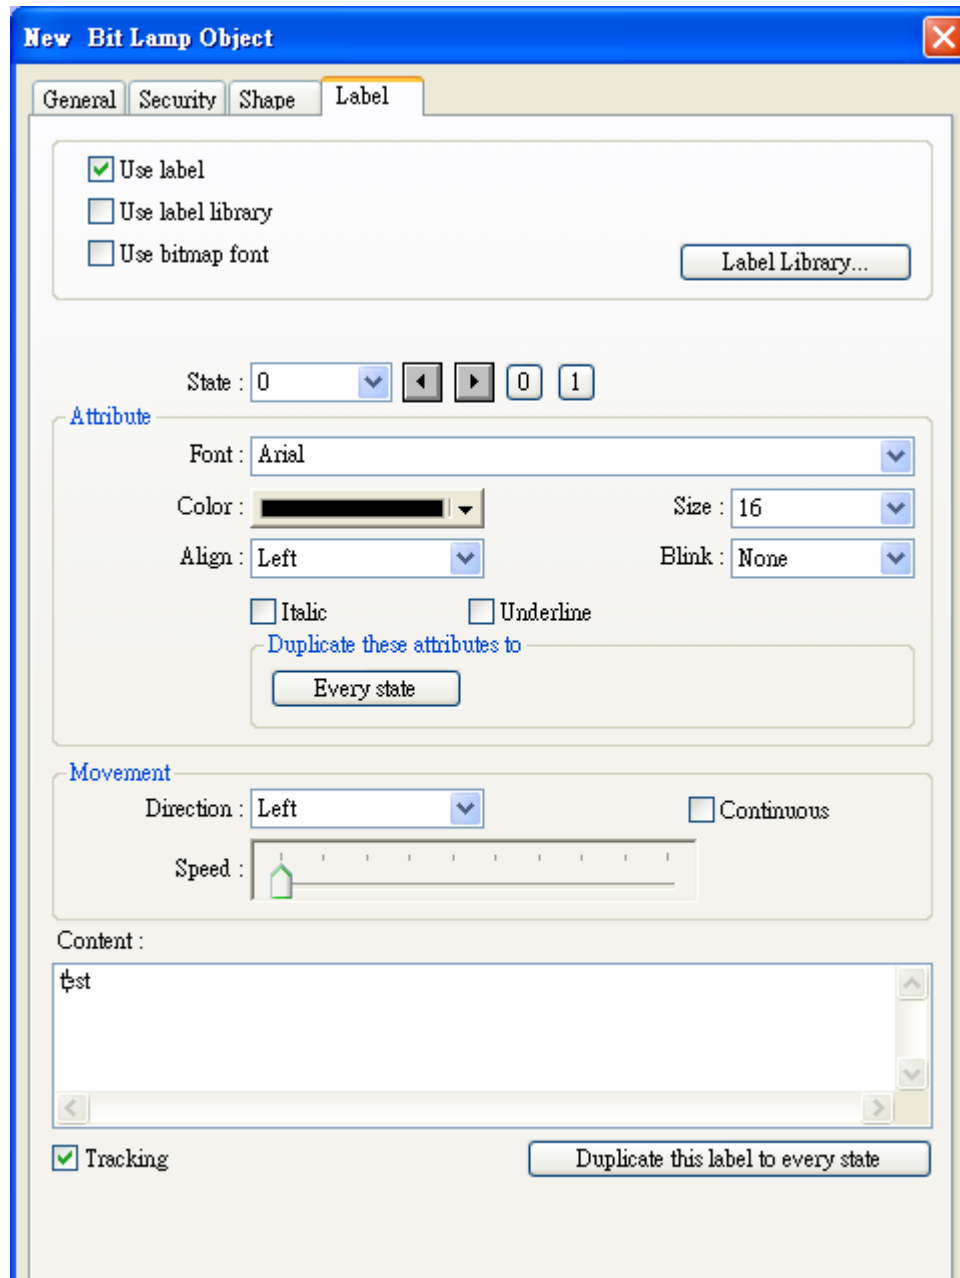 New Bit Lamp Object
General Security Shape Label
Use label
Use label library
Use bitmap font
Label Library...
State : 0 0 1
Attribute
Font : Arial
Color : Size : 16
Align : Left Blink : None
Italic Underline
Duplicate these attributes to
Every state
Movement
Direction : Left Continuous
Speed :
Content :
test
Tracking Duplicate this label to every state